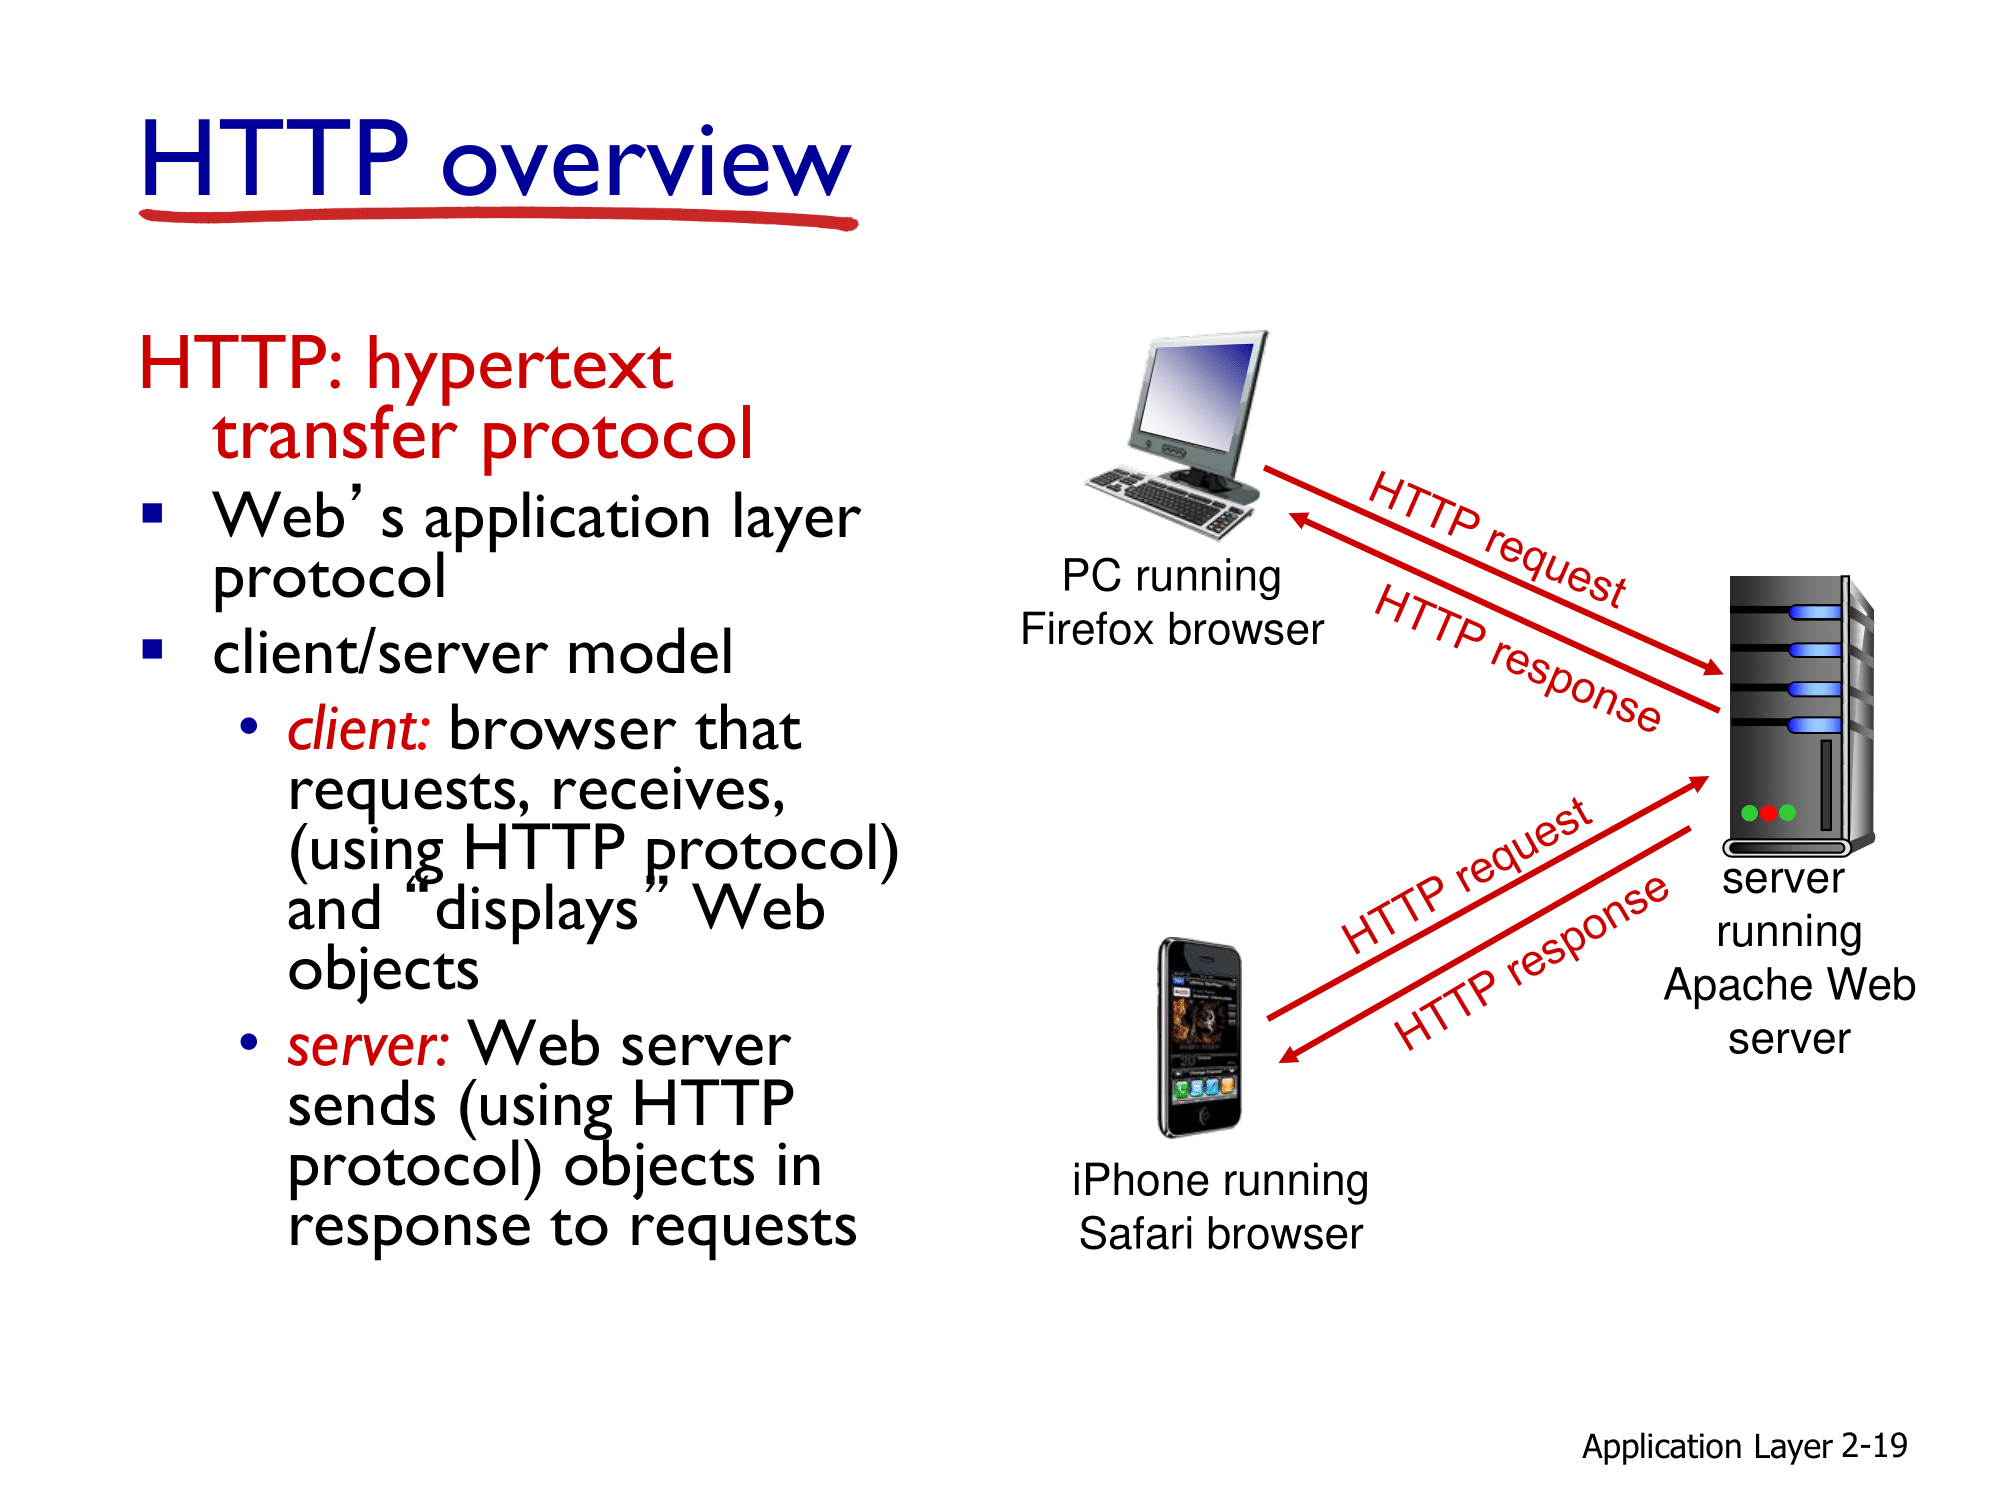 HTTP overview
HTTP: hypertext
transfer protocol
▪ Web’s application layer
protocol
▪ client/server model
• client: browser that
requests, receives,
(using HTTP protocol)
and “displays” Web
objects
• server: Web server
sends (using HTTP
protocol) objects in
response to requests
PC running
Firefox browser
HTTP request
HTTP response
HTTP request
HTTP response
server
running
Apache Web
server
iPhone running
Safari browser
Application Layer 2-19